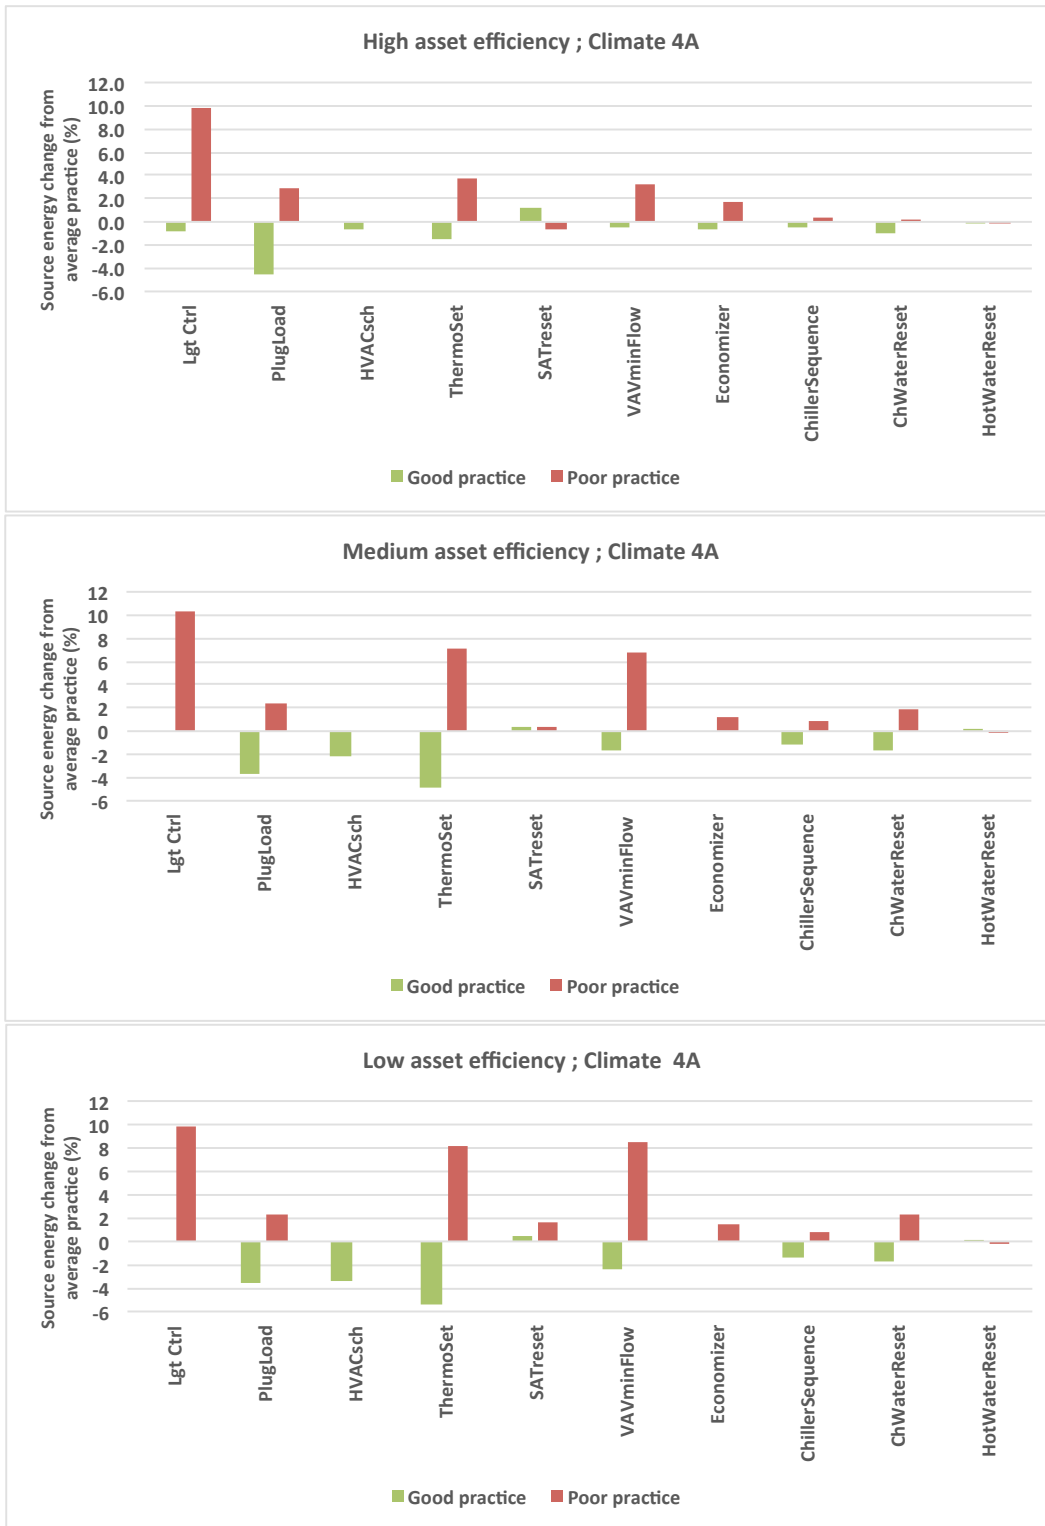 High asset efficiency ; Climate 4A
Source energy change from
average practice (%)
12.0
10.0
8.0
6.0
4.0
2.0
0.0
-2.0
-4.0
-6.0
Lgt Ctrl
PlugLoad
HVACsch
ThermoSet
SATreset
VAVminFlow
Economizer
ChillerSequence
ChWaterReset
HotWaterReset
Good practice Poor practice
Medium asset efficiency ; Climate 4A
Source energy change from
average practice (%)
12
10
8
6
4
2
0
-2
-4
-6
Lgt Ctrl
PlugLoad
HVACsch
ThermoSet
SATreset
VAVminFlow
Economizer
ChillerSequence
ChWaterReset
HotWaterReset
Good practice Poor practice
Low asset efficiency ; Climate 4A
Source energy change from
average practice (%)
12
10
8
6
4
2
0
-2
-4
-6
Lgt Ctrl
PlugLoad
HVACsch
ThermoSet
SATreset
VAVminFlow
Economizer
ChillerSequence
ChWaterReset
HotWaterReset
Good practice Poor practice